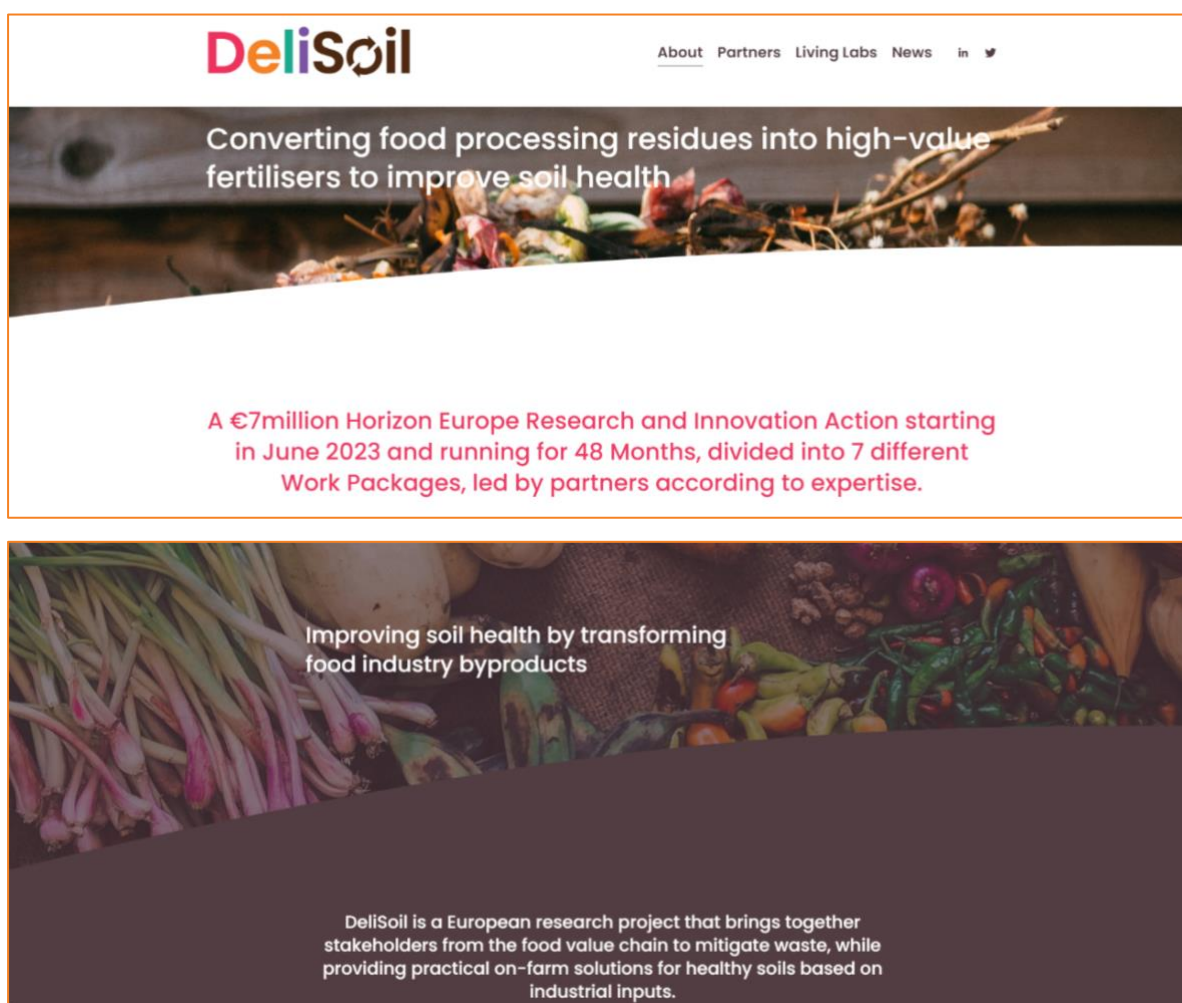 DeliSoil
About Partners Living Labs News in
Converting food processing residues into high-value
fertilisers to improve soil health
A €7million Horizon Europe Research and Innovation Action starting
in June 2023 and running for 48 Months, divided into 7 different
Work Packages, led by partners according to expertise.
Improving soil health by transforming
food industry byproducts
DeliSoil is a European research project that brings together
stakeholders from the food value chain to mitigate waste, while
providing practical on-farm solutions for healthy soils based on
industrial inputs.